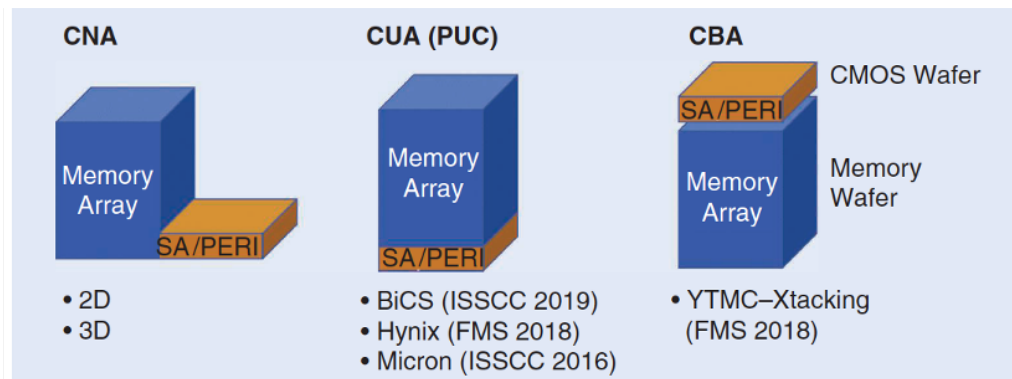 CNA
CUA (PUC)
CBA
Memory
Array
SA/PERI
Memory
Array
SA/PERI
SA/PERI
CMOS Wafer
Memory
Array
Memory
Wafer
• 2D
• 3D
• BiCS (ISSCC 2019)
• Hynix (FMS 2018)
• Micron (ISSCC 2016)
• YTMC–Xtacking
(FMS 2018)